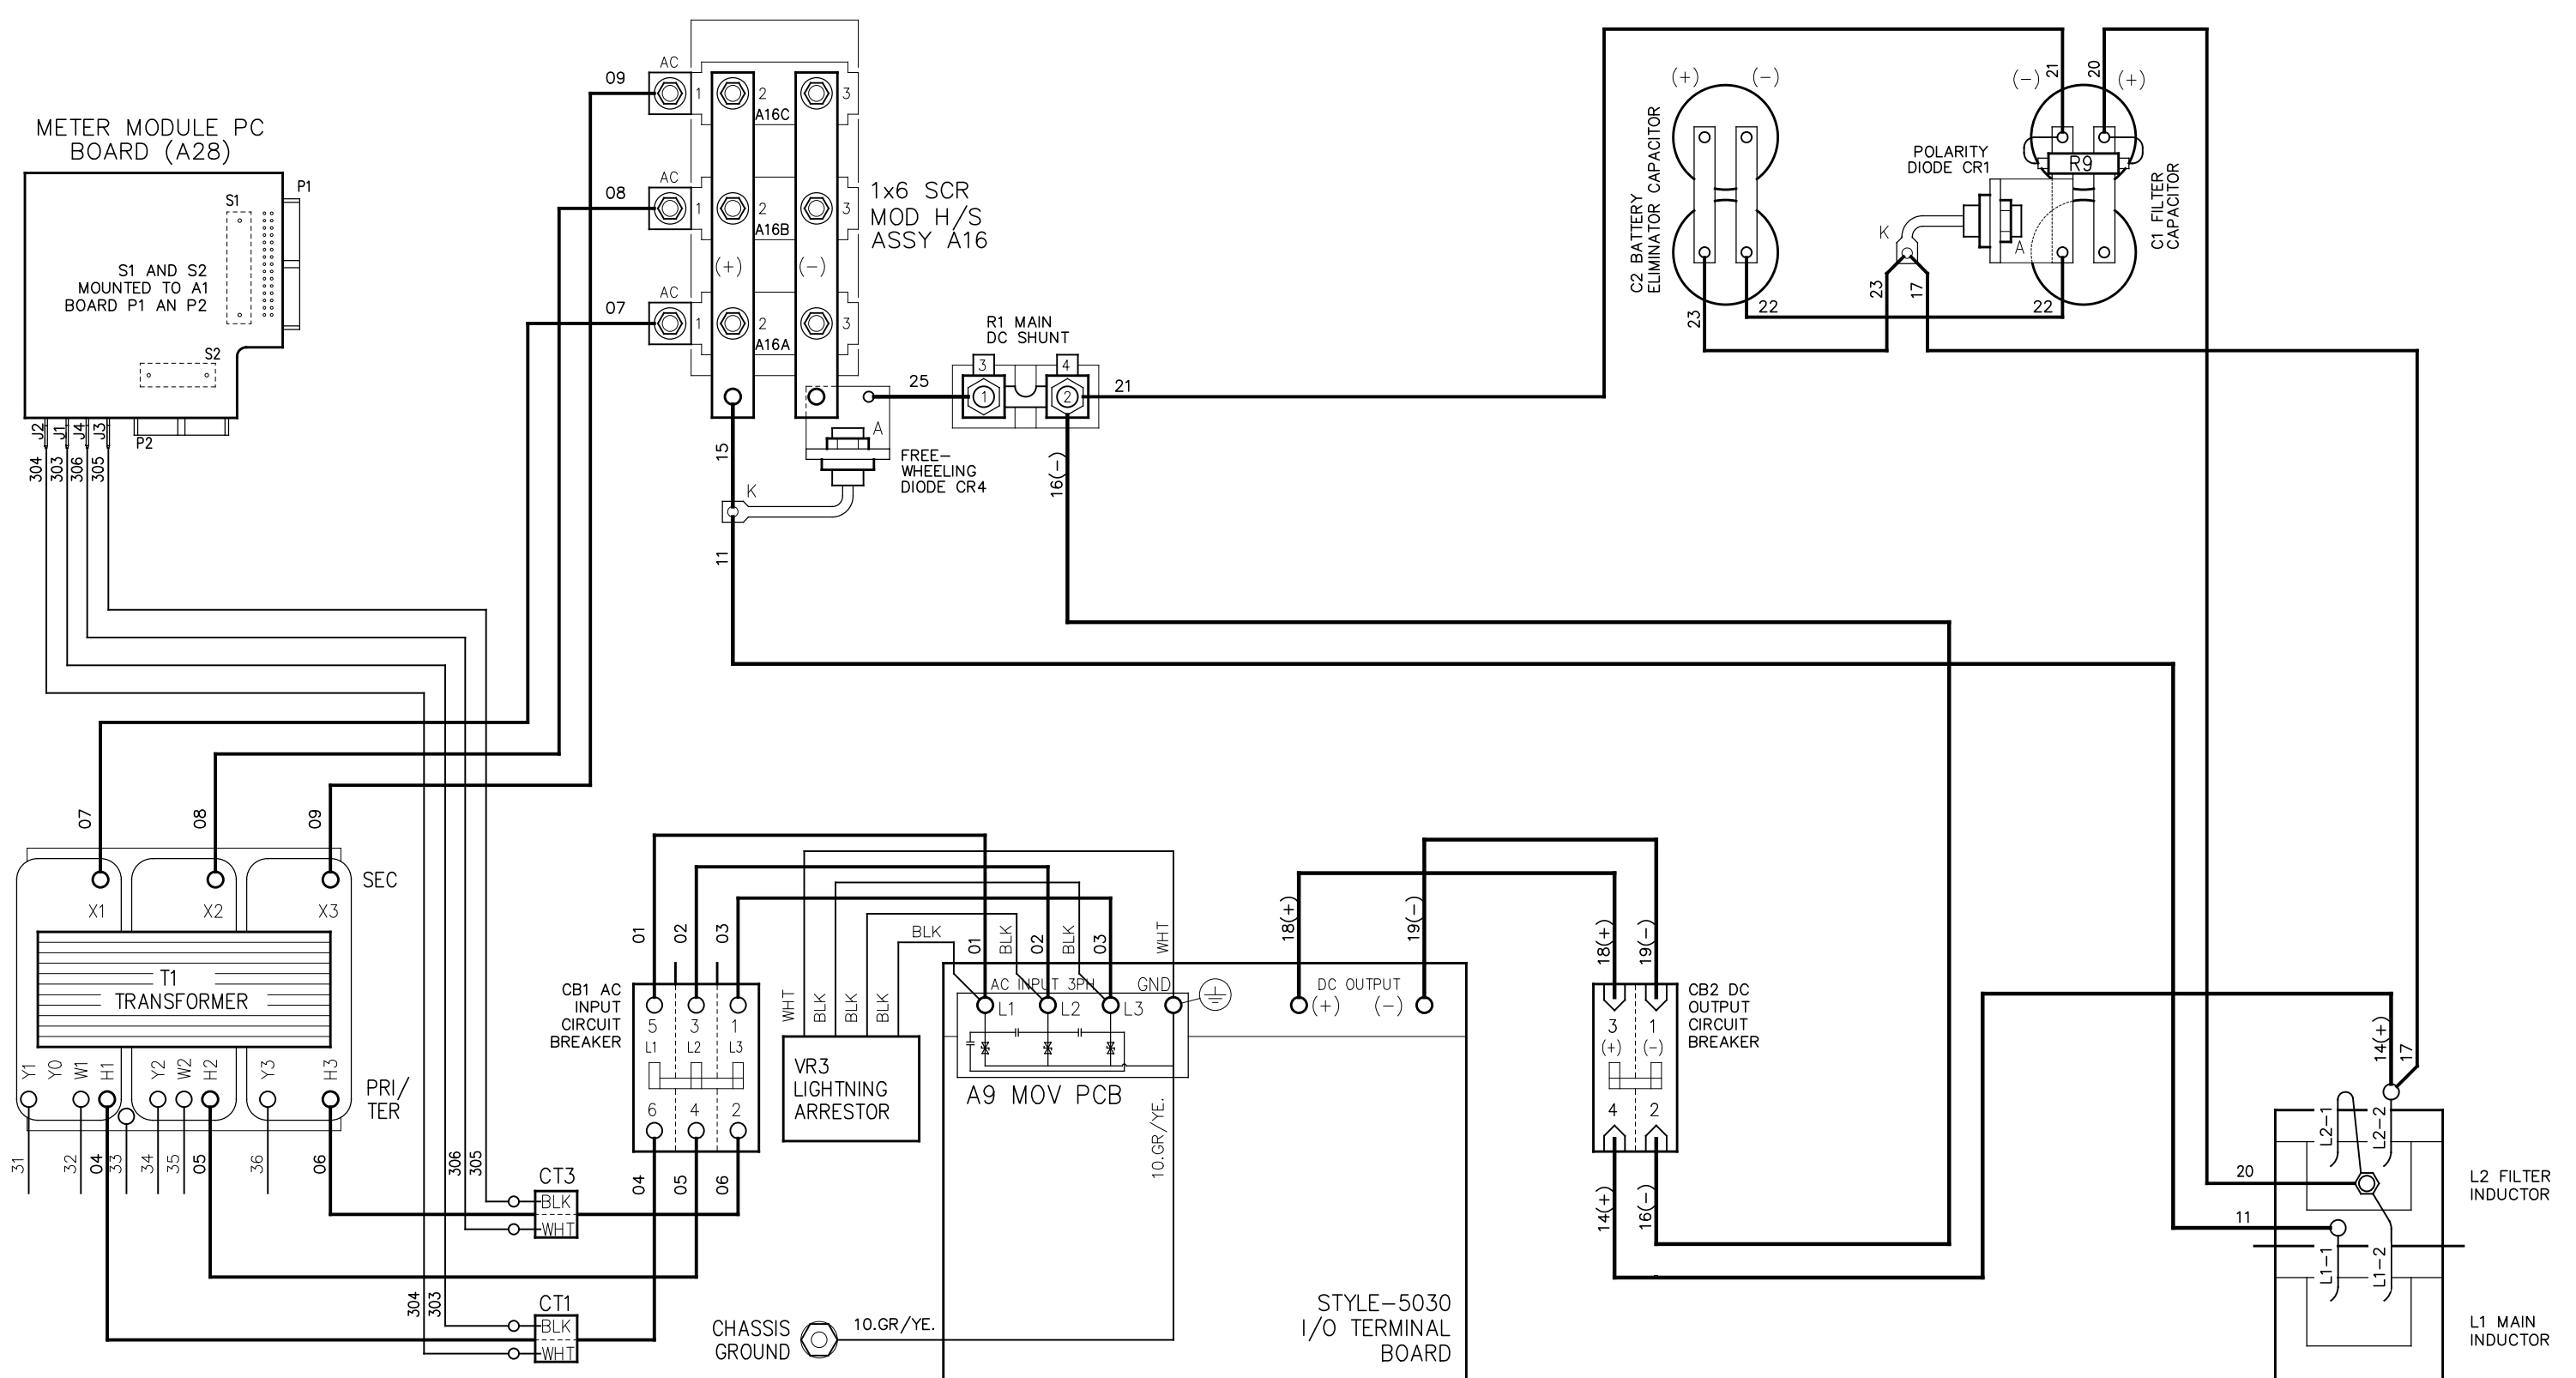 METER MODULE PC
BOARD (A28)
P1
S1
S1 AND S2
MOUNTED TO A1
BOARD P1 AN P2
S2
P2
J2
J1
J4
J3
304
303
306
305
09
08
07
AC
1
2
3
A16C
AC
1
2
3
A16B
(+)
(-)
AC
1
2
3
A16A
1x6 SCR
MOD H/S
ASSY A16
15
K
11
A
FREE-
WHEELING
DIODE CR4
25
R1 MAIN
DC SHUNT
3
4
1
2
21
16(-)
(+)
(-)
C2 BATTERY
ELIMINATOR CAPACITOR
23
22
POLARITY
DIODE CR1
K
A
23
17
(-)
21
20
(+)
R9
C1 FILTER
CAPACITOR
22
07
08
09
SEC
X1
X2
X3
T1
TRANSFORMER
Y1
Y0
W1
H1
Y2
W2
H2
Y3
H3
PRI/
TER
31
32
04
33
34
35
05
36
06
306
305
304
303
CT3
BLK
WHT
CT1
BLK
WHT
01
02
03
CB1 AC
INPUT
CIRCUIT
BREAKER
5
3
1
L1
L2
L3
6
4
2
04
05
06
WHT
BLK
BLK
BLK
VR3
LIGHTNING
ARRESTOR
BLK
01
BLK
02
BLK
03
WHT
AC INPUT 3PH
GND
L1
L2
L3
A9 MOV PCB
10.GR/YE.
CHASSIS
GROUND
10.GR/YE.
18(+)
19(-)
DC OUTPUT
(+)
(-)
STYLE-5030
I/O TERMINAL
BOARD
18(+)
19(-)
3
1
(+)
(-)
4
2
CB2 DC
OUTPUT
CIRCUIT
BREAKER
14(+)
16(-)
14(+)
17
L2-1
L2-2
20
11
L1-1
L1-2
L2 FILTER
INDUCTOR
L1 MAIN
INDUCTOR